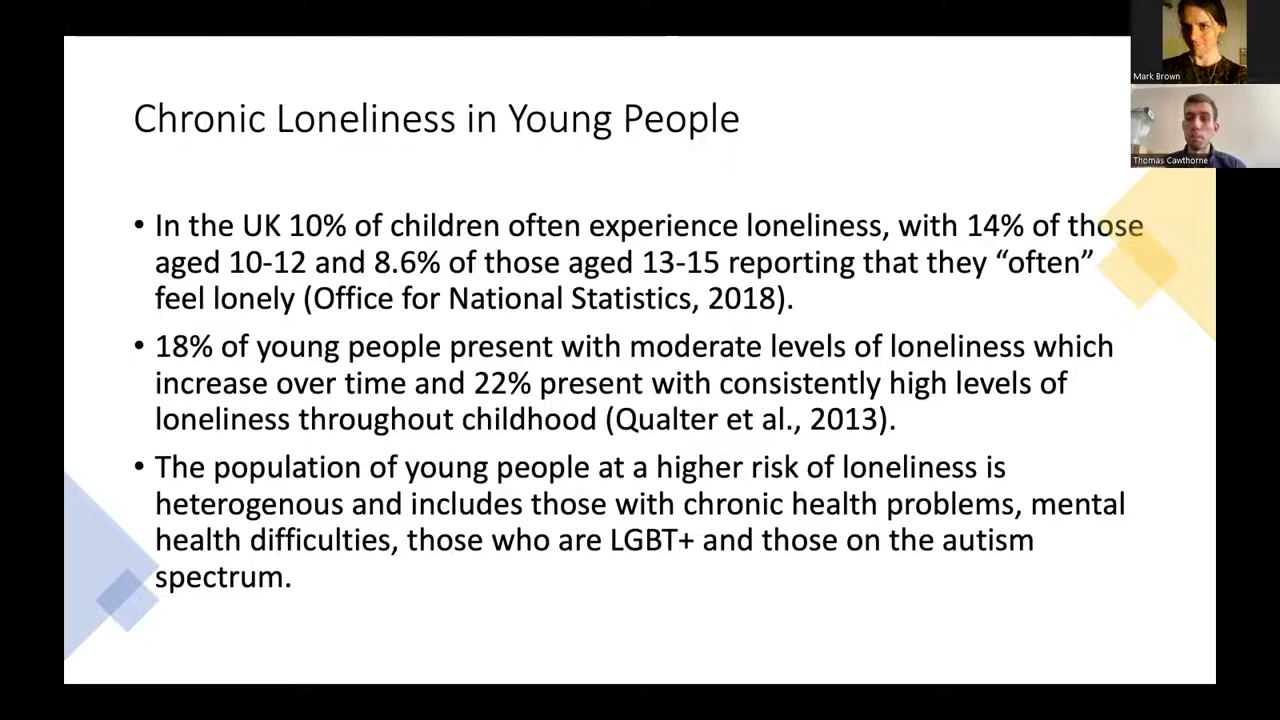 Chronic Loneliness in Young People
• In the UK 10% of children often experience loneliness, with 14% of those
aged 10-12 and 8.6% of those aged 13-15 reporting that they “often”
feel lonely (Office for National Statistics, 2018).
• 18% of young people present with moderate levels of loneliness which
increase over time and 22% present with consistently high levels of
loneliness throughout childhood (Qualter et al., 2013).
• The population of young people at a higher risk of loneliness is
heterogenous and includes those with chronic health problems, mental
health difficulties, those who are LGBT+ and those on the autism
spectrum.
Mark Brown
Thomas Cawthorne